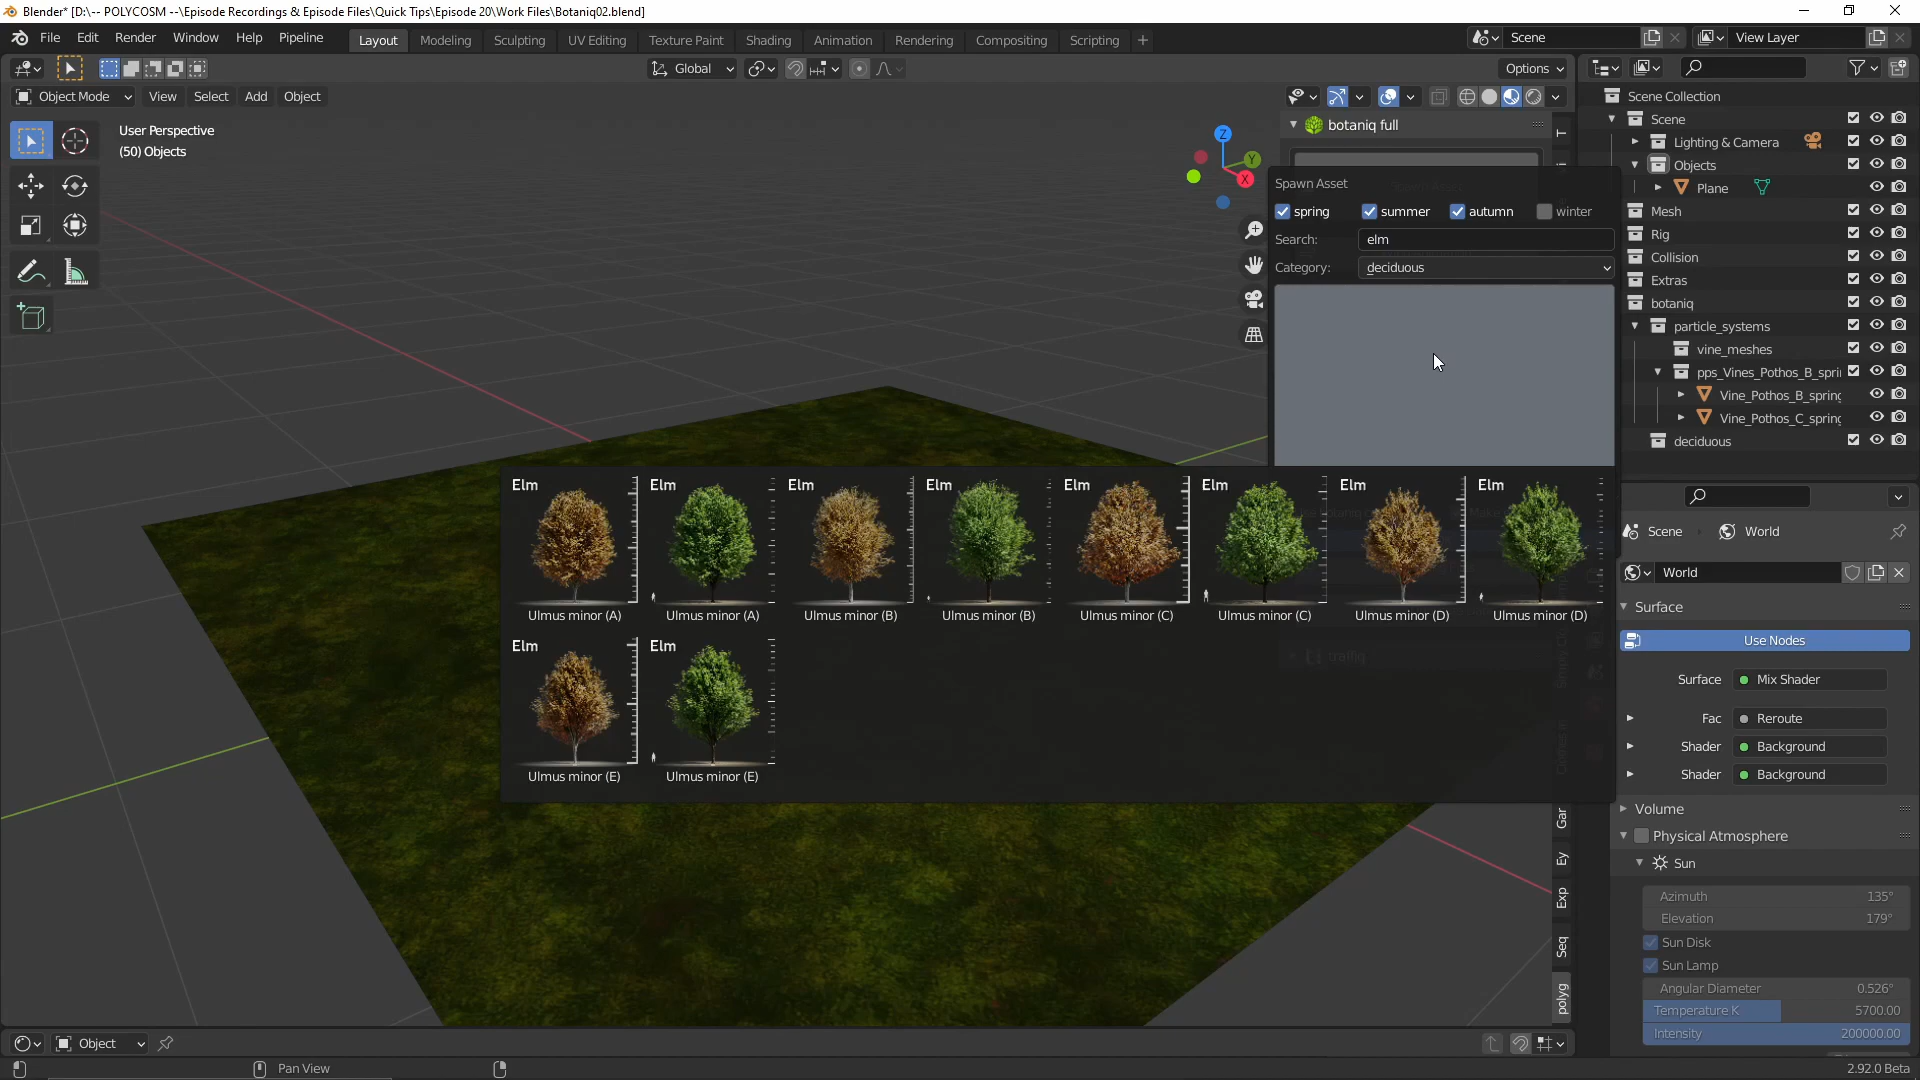 Blender* [D:\-- POLYCOSM --\Episode Recordings & Episode Files\Quick Tips\Episode 20\Work Files\Botaniq02.blend]
File Edit Render Window Help Pipeline Layout Modeling Sculpting UV Editing Texture Paint Shading Animation Rendering Compositing Scripting + Scene View Layer
Global Options
Object Mode View Select Add Object
User Perspective
(50) Objects
Z
Y
X
botaniq full
Spawn Asset
spring summer autumn winter
Search: elm
Category: _deciduous
Elm Elm Elm Elm Elm Elm Elm Elm
Ulmus minor (A) Ulmus minor (A) Ulmus minor (B) Ulmus minor (B) Ulmus minor (C) Ulmus minor (C) Ulmus minor (D) Ulmus minor (D)
Elm Elm
Ulmus minor (E) Ulmus minor (E)
traffiq
T
Gar
Ey
Exp
Seq
polyg
Scene Collection
Scene
Lighting & Camera
Objects
Plane
Mesh
Rig
Collision
Extras
botaniq
particle_systems
vine_meshes
pps_Vines_Pothos_B_spri
Vine_Pothos_B_spring
Vine_Pothos_C_spring
deciduous
Scene World
World
Surface
Use Nodes
Surface Mix Shader
Fac Reroute
Shader Background
Shader Background
Volume
Physical Atmosphere
Sun
Azimuth 135°
Elevation 179°
Sun Disk
Sun Lamp
Angular Diameter 0.526°
Temperature K 5700.00
Intensity 200000.00
Object
Pan View
2.92.0 Beta